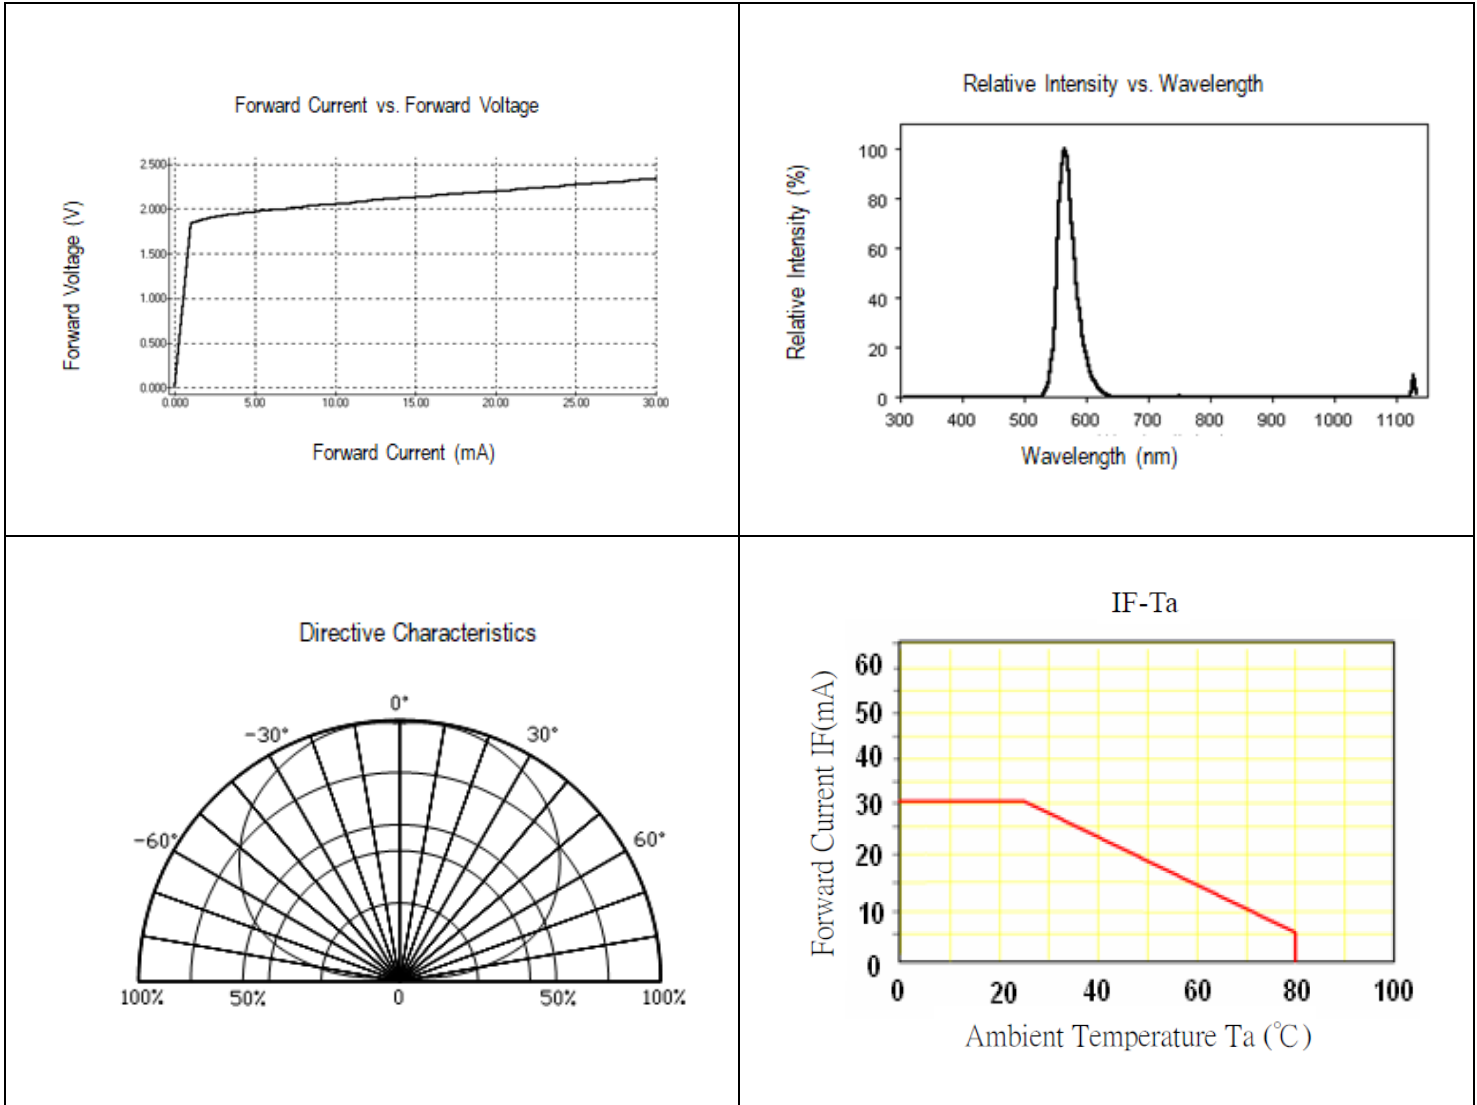 Forward Current vs. Forward Voltage
2.500
2.000
1.500
1.000
0.500
0.000
Forward Voltage (V)
0.000 5.00 10.00 15.00 20.00 25.00 30.00
Forward Current (mA)
Relative Intensity vs. Wavelength
100
80
60
40
20
0
Relative Intensity (%)
300 400 500 600 700 800 900 1000 1100
Wavelength (nm)
Directive Characteristics
0°
-30° 30°
-60° 60°
100% 50% 0 50% 100%
IF-Ta
60
50
40
30
20
10
0
Forward Current IF(mA)
0 20 40 60 80 100
Ambient Temperature Ta (℃)